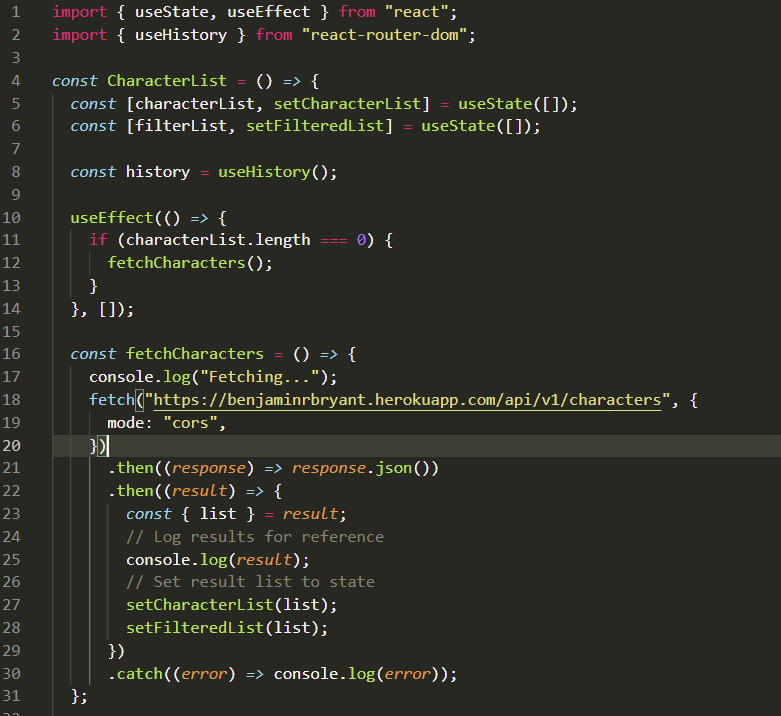 1 import { useState, useEffect } from "react";
2 import { useHistory } from "react-router-dom";
3
4 const CharacterList = () => {
5   const [characterList, setCharacterList] = useState([]);
6   const [filterList, setFilteredList] = useState([]);
7
8   const history = useHistory();
9
10   useEffect(() => {
11     if (characterList.length === 0) {
12       fetchCharacters();
13     }
14   }, []);
15
16   const fetchCharacters = () => {
17     console.log("Fetching...");
18     fetch("https://benjaminrbryant.herokuapp.com/api/v1/characters", {
19       mode: "cors",
20     })
21       .then((response) => response.json())
22       .then((result) => {
23         const { list } = result;
24         // Log results for reference
25         console.log(result);
26         // Set result list to state
27         setCharacterList(list);
28         setFilteredList(list);
29       })
30       .catch((error) => console.log(error));
31   };